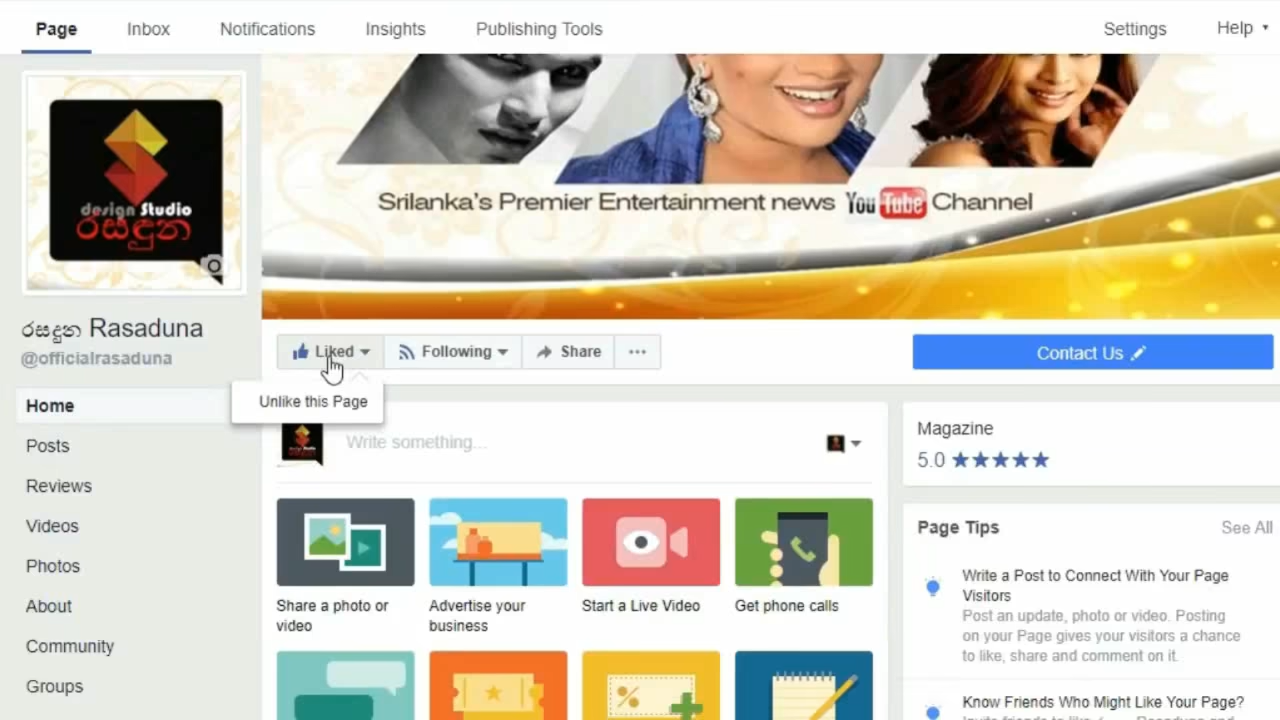 Page
Inbox
Notifications
Insights
Publishing Tools
Settings
Help
design Studio
රසදුන
Srilanka's Premier Entertainment news YouTube Channel
රසදුන Rasaduna
@officialrasaduna
Liked
Following
Share
Contact Us
Unlike this Page
Home
Posts
Reviews
Videos
Photos
About
Community
Groups
Write something...
Share a photo or
video
Advertise your
business
Start a Live Video
Get phone calls
Magazine
5.0
Page Tips
See All
Write a Post to Connect With Your Page
Visitors
Post an update, photo or video. Posting
on your Page gives your visitors a chance
to like, share and comment on it.
Know Friends Who Might Like Your Page?